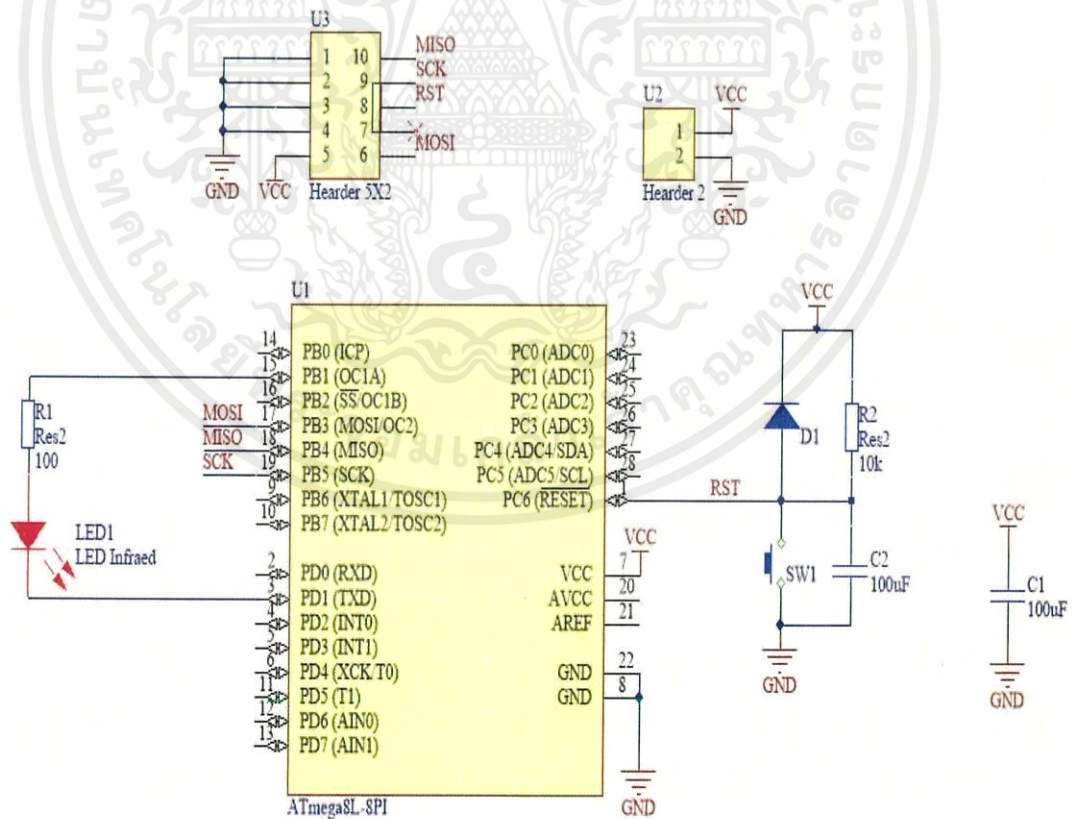 U3
1 10 MISO
2 9 SCK
3 8 RST
4 7
5 6 MOSI
GND VCC Hearder 5X2
U2
VCC
1
2
Hearder 2
GND
U1
14 PB0 (ICP)
15 PB1 (OC1A)
16 PB2 (SS/OC1B)
MOSI 17 PB3 (MOSI/OC2)
MISO 18 PB4 (MISO)
SCK 19 PB5 (SCK)
9 PB6 (XTAL1/TOSC1)
10 PB7 (XTAL2/TOSC2)
2 PD0 (RXD)
3 PD1 (TXD)
4 PD2 (INT0)
5 PD3 (INT1)
6 PD4 (XCK/T0)
11 PD5 (T1)
12 PD6 (AIN0)
13 PD7 (AIN1)
PC0 (ADC0) 23
PC1 (ADC1) 24
PC2 (ADC2) 25
PC3 (ADC3) 26
PC4 (ADC4/SDA) 27
PC5 (ADC5/SCL) 28
PC6 (RESET) 1 RST
VCC
VCC 7
AVCC 20
AREF 21
GND 22
GND 8
GND
ATmega8L-8PI
R1
Res2
100
LED1
LED Infraed
VCC
D1
R2
Res2
10k
SW1
C2
100uF
GND
VCC
C1
100uF
GND